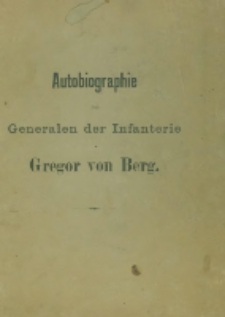 Autobiographie
Generalen der Infanterie
Gregor von Berg.